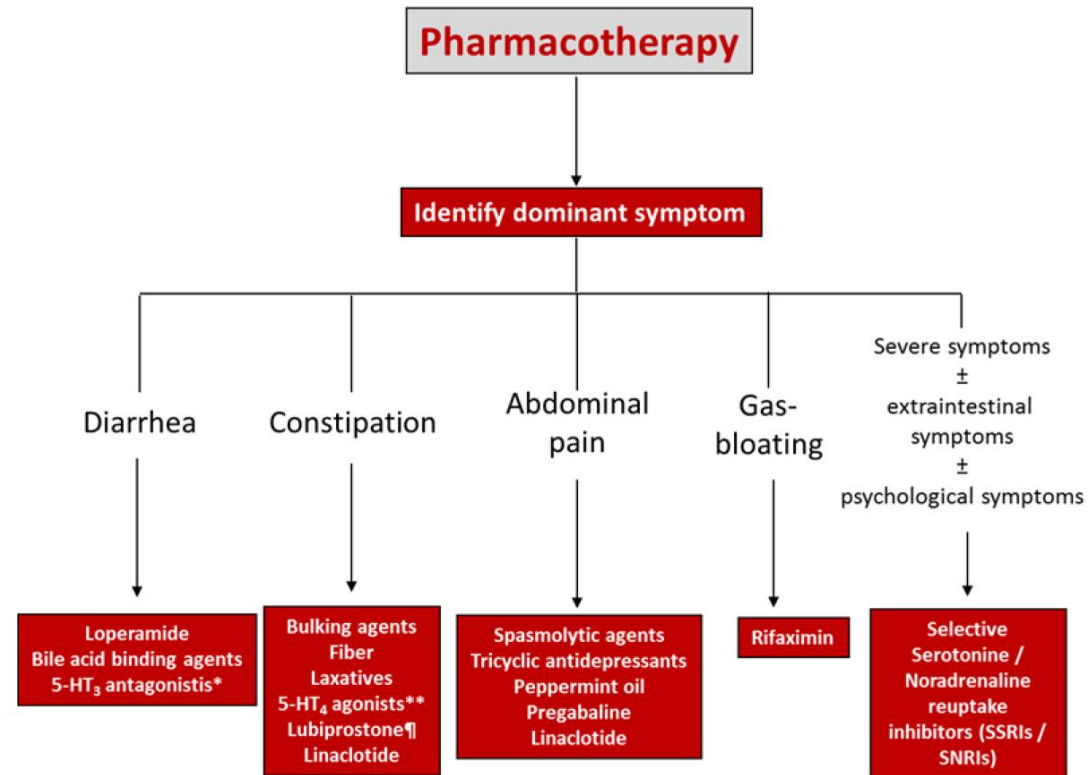 Pharmacotherapy
Identify dominant symptom
Diarrhea
Constipation
Abdominal
pain
Gas-
bloating
Severe symptoms
±
extraintestinal
symptoms
±
psychological symptoms
Loperamide
Bile acid binding agents
5-HT₃ antagonistis*
Bulking agents
Fiber
Laxatives
5-HT₄ agonists**
Lubiprostone¶
Linaclotide
Spasmolytic agents
Tricyclic antidepressants
Peppermint oil
Pregabaline
Linaclotide
Rifaximin
Selective
Serotonine /
Noradrenaline
reuptake
inhibitors (SSRIs /
SNRIs)